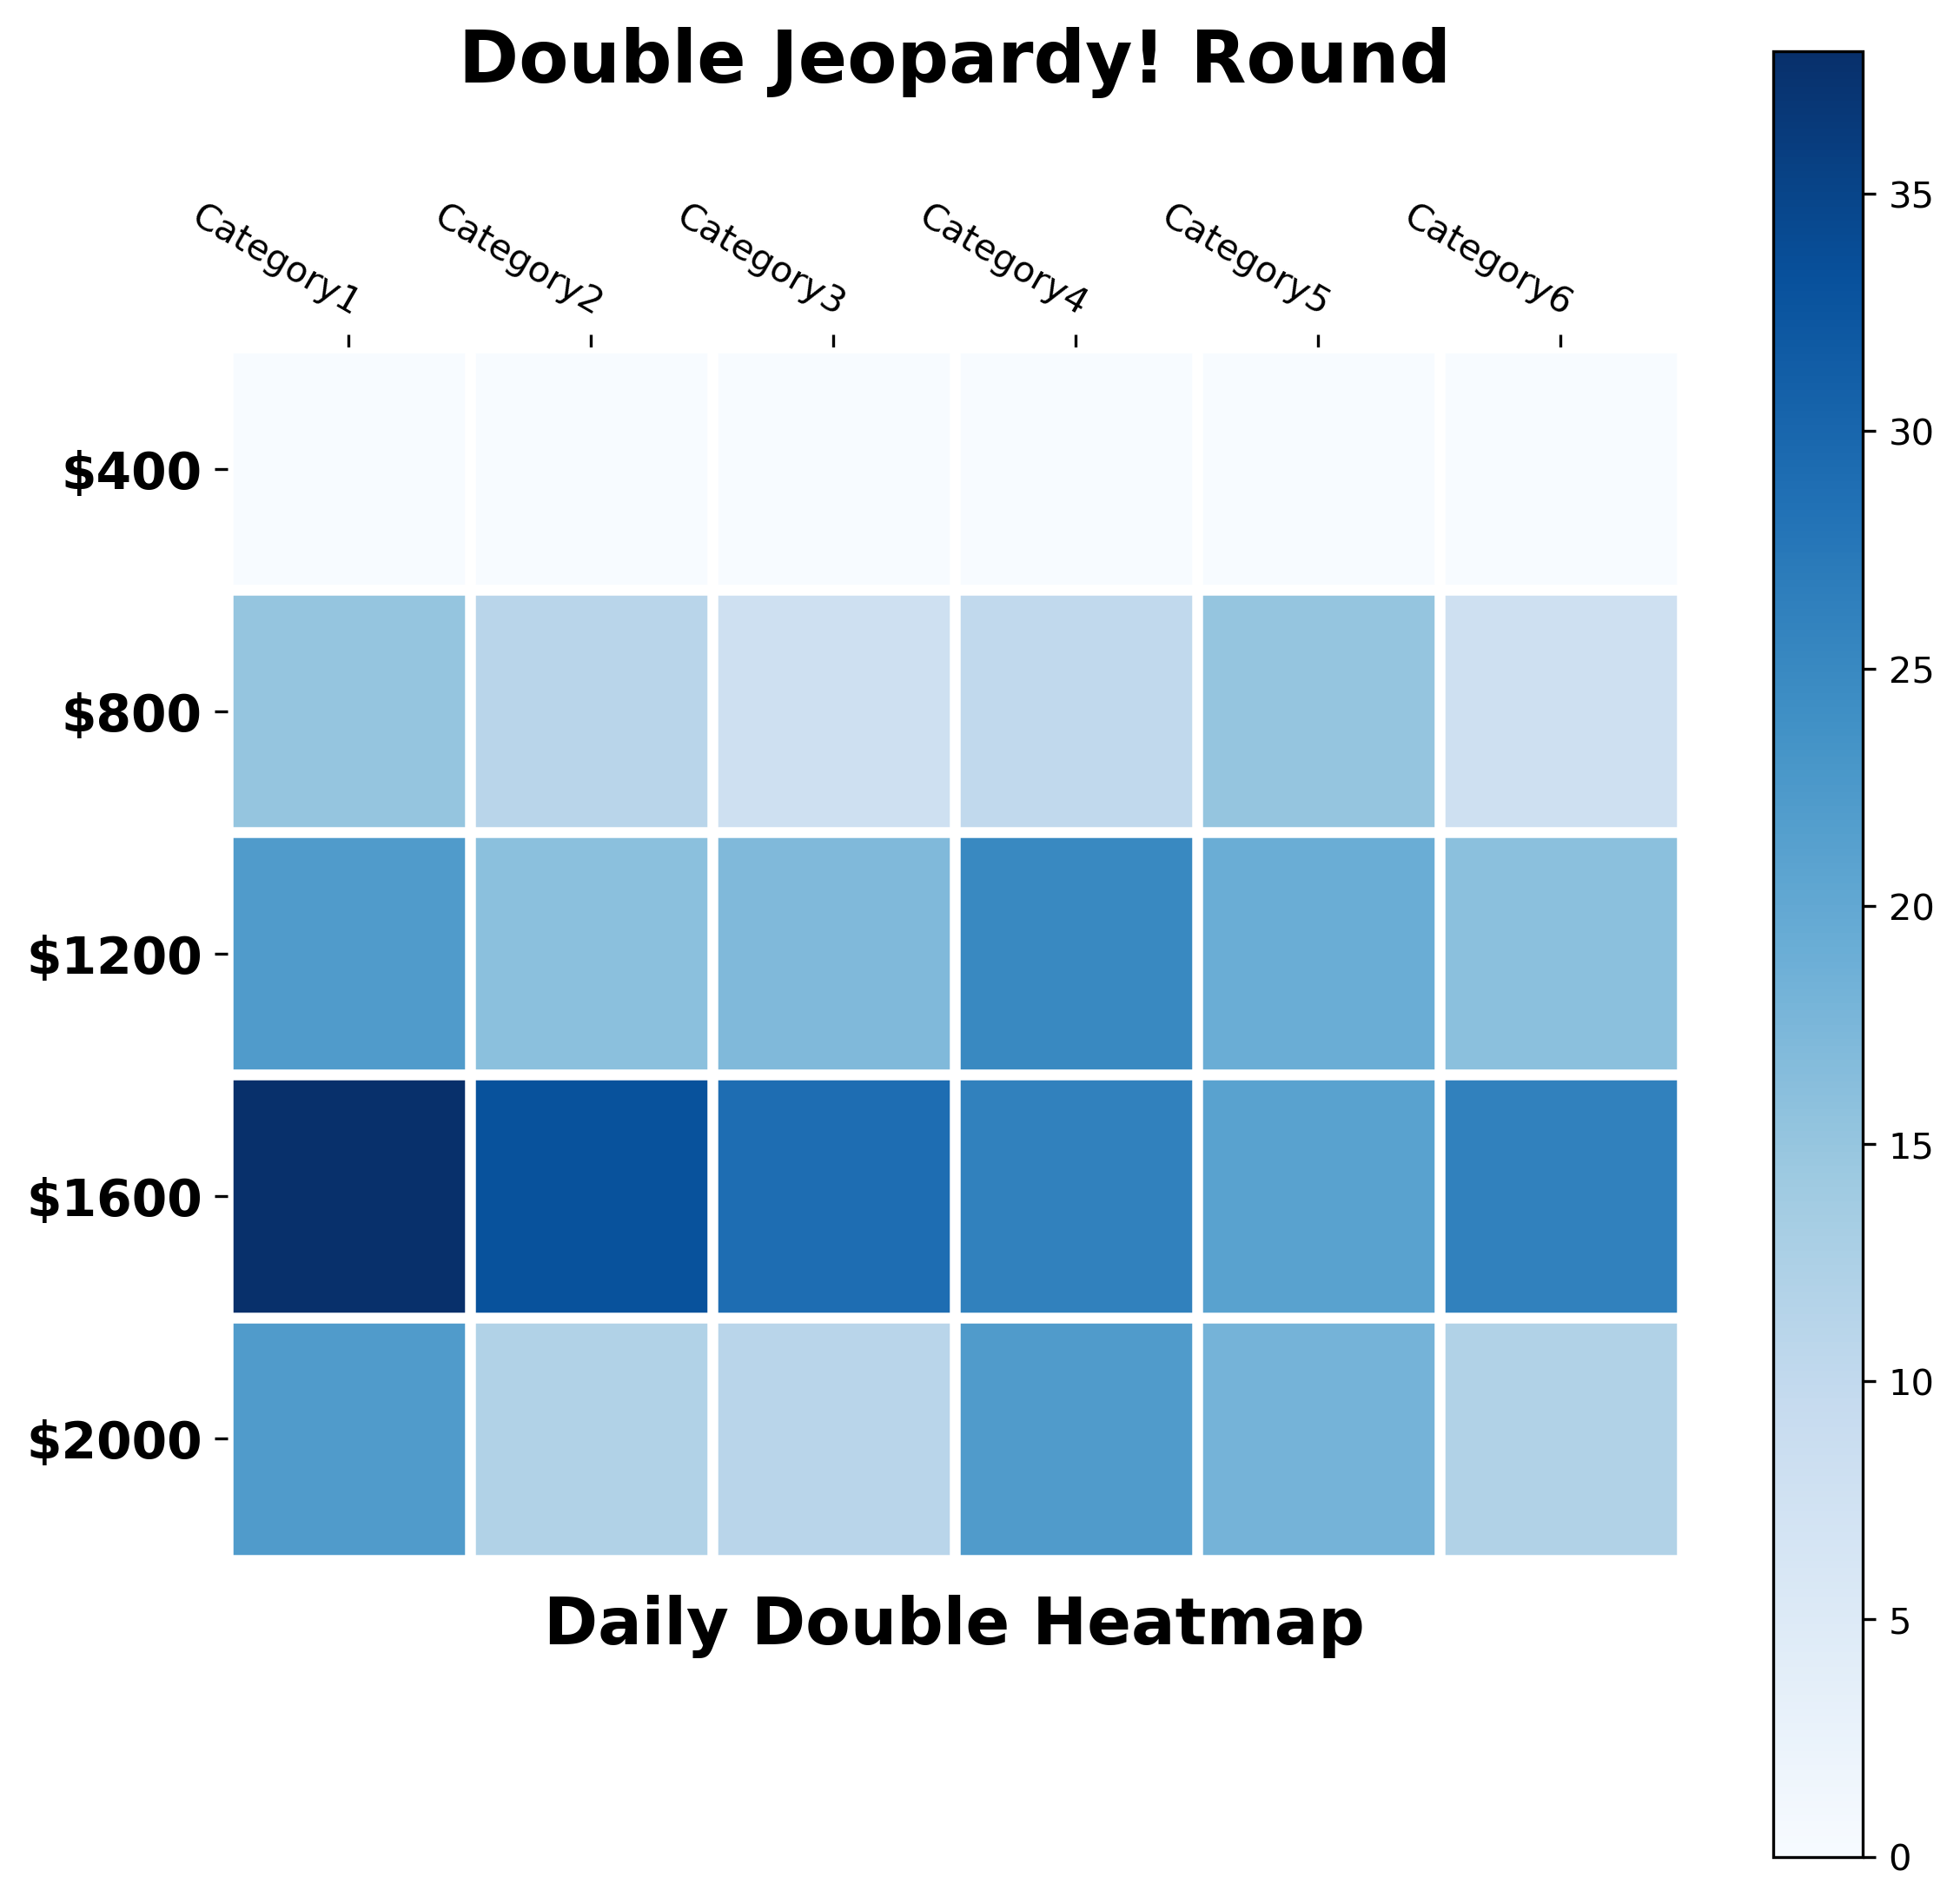 Double Jeopardy! Round
Category1
Category2
Category3
Category4
Category5
Category6
$400
$800
$1200
$1600
$2000
Daily Double Heatmap
35
30
25
20
15
10
5
0